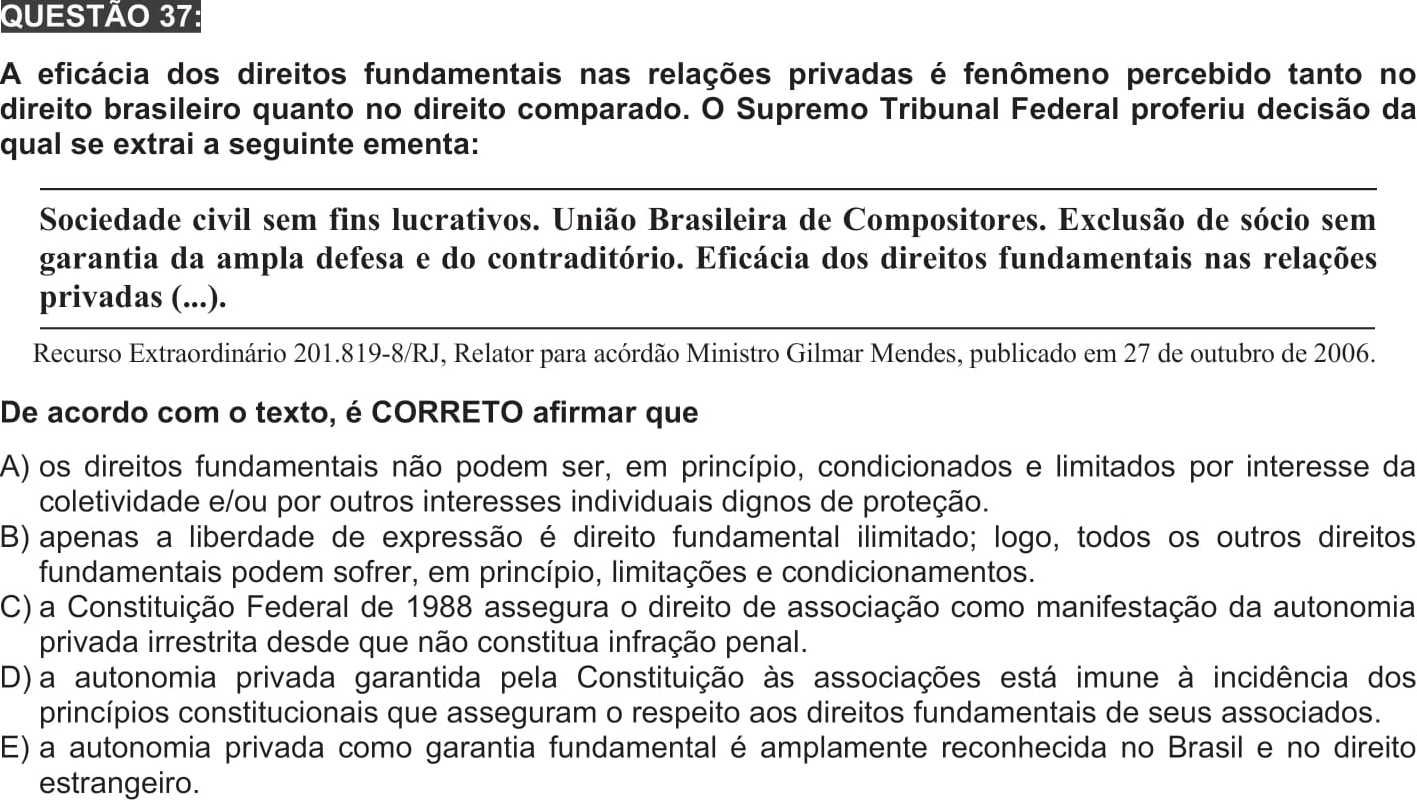 QUESTÃO 37:
A eficácia dos direitos fundamentais nas relações privadas é fenômeno percebido tanto no
direito brasileiro quanto no direito comparado. O Supremo Tribunal Federal proferiu decisão da
qual se extrai a seguinte ementa:
Sociedade civil sem fins lucrativos. União Brasileira de Compositores. Exclusão de sócio sem
garantia da ampla defesa e do contraditório. Eficácia dos direitos fundamentais nas relações
privadas (...).
Recurso Extraordinário 201.819-8/RJ, Relator para acórdão Ministro Gilmar Mendes, publicado em 27 de outubro de 2006.
De acordo com o texto, é CORRETO afirmar que
A) os direitos fundamentais não podem ser, em princípio, condicionados e limitados por interesse da
coletividade e/ou por outros interesses individuais dignos de proteção.
B) apenas a liberdade de expressão é direito fundamental ilimitado; logo, todos os outros direitos
fundamentais podem sofrer, em princípio, limitações e condicionamentos.
C) a Constituição Federal de 1988 assegura o direito de associação como manifestação da autonomia
privada irrestrita desde que não constitua infração penal.
D) a autonomia privada garantida pela Constituição às associações está imune à incidência dos
princípios constitucionais que asseguram o respeito aos direitos fundamentais de seus associados.
E) a autonomia privada como garantia fundamental é amplamente reconhecida no Brasil e no direito
estrangeiro.